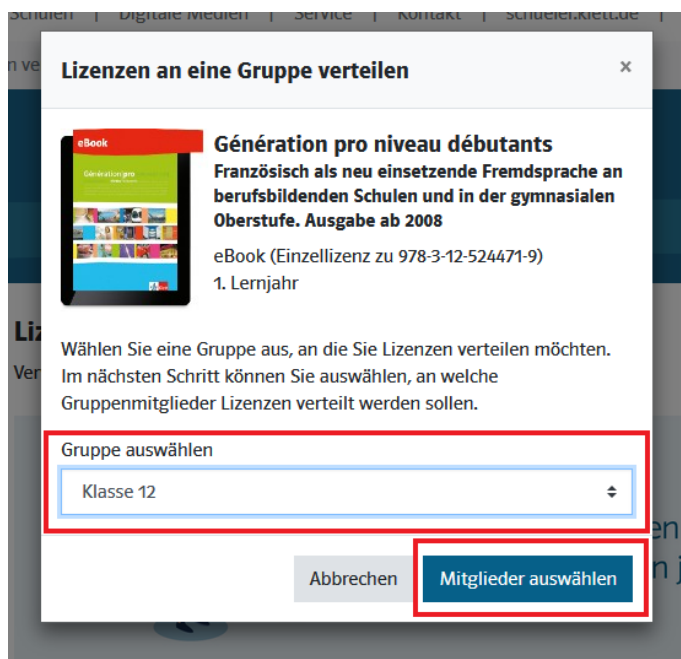 Schulen | Digitale Medien | Service | Kontakt | schueler.klett.de |
n ve
Lizenzen an eine Gruppe verteilen ×
eBook
Génération pro
Génération pro niveau débutants
Französisch als neu einsetzende Fremdsprache an
berufsbildenden Schulen und in der gymnasialen
Oberstufe. Ausgabe ab 2008
eBook (Einzellizenz zu 978-3-12-524471-9)
1. Lernjahr
Liz
Ver
Wählen Sie eine Gruppe aus, an die Sie Lizenzen verteilen möchten.
Im nächsten Schritt können Sie auswählen, an welche
Gruppenmitglieder Lizenzen verteilt werden sollen.
Gruppe auswählen
Klasse 12
en
n j
Abbrechen Mitglieder auswählen